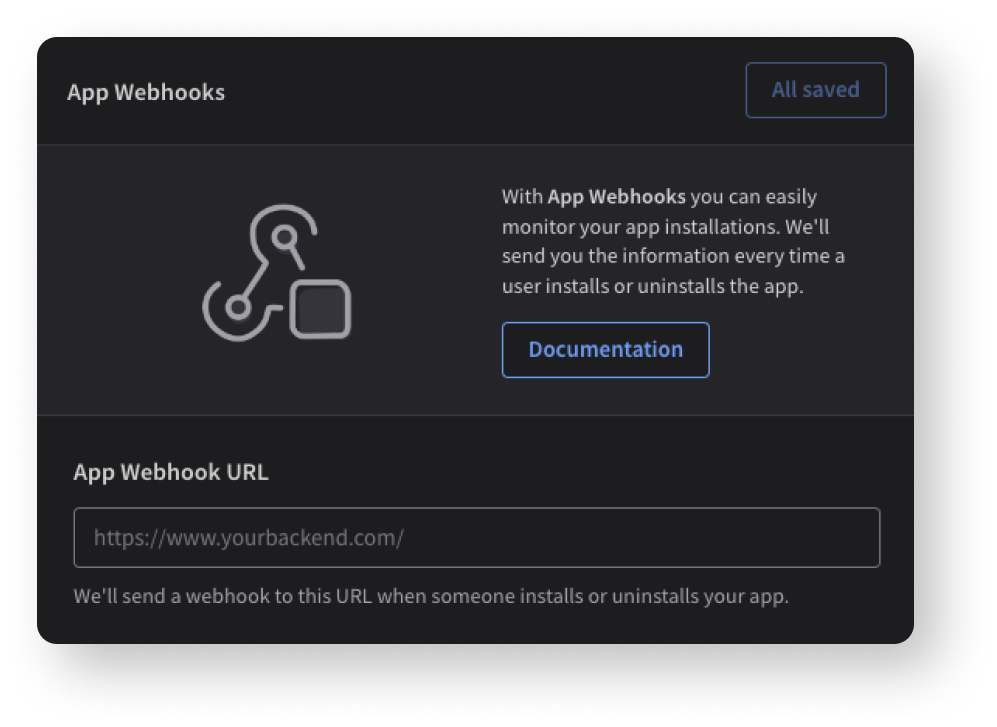 App Webhooks
All saved
With App Webhooks you can easily
monitor your app installations. We'll
send you the information every time a
user installs or uninstalls the app.
Documentation
App Webhook URL
https://www.yourbackend.com/
We'll send a webhook to this URL when someone installs or uninstalls your app.